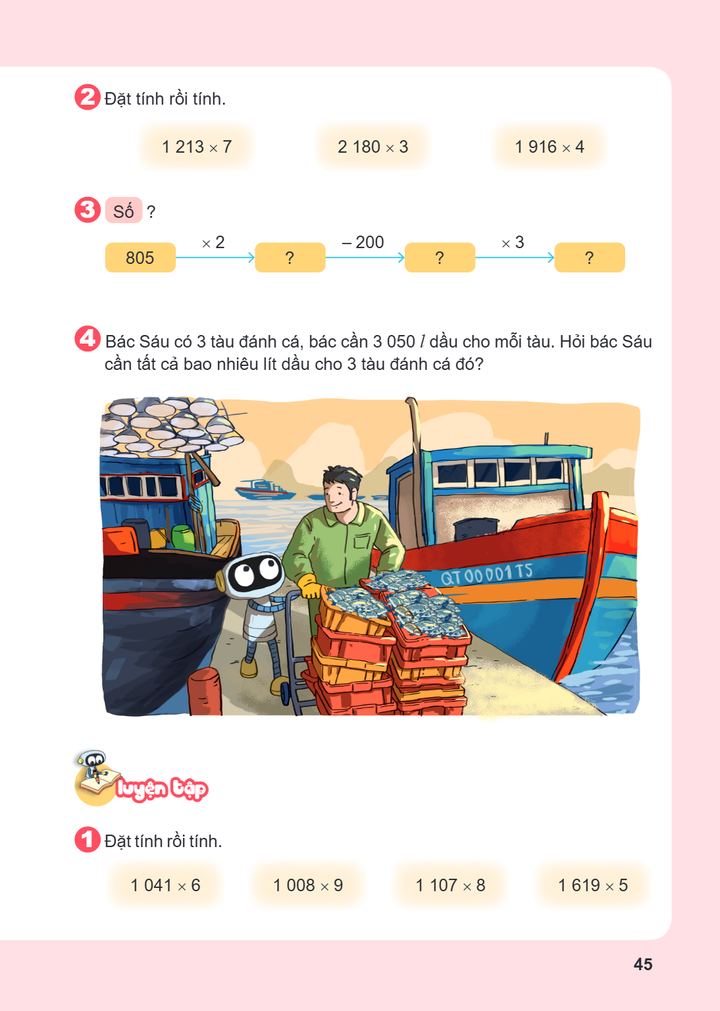 2 Đặt tính rồi tính.
1 213 × 7 2 180 × 3 1 916 × 4
3 Số ?
× 2 – 200 × 3
805 ? ? ?
4 Bác Sáu có 3 tàu đánh cá, bác cần 3 050 l dầu cho mỗi tàu. Hỏi bác Sáu
cần tất cả bao nhiêu lít dầu cho 3 tàu đánh cá đó?
QT00001TS
luyện tập
1 Đặt tính rồi tính.
1 041 × 6 1 008 × 9 1 107 × 8 1 619 × 5
45